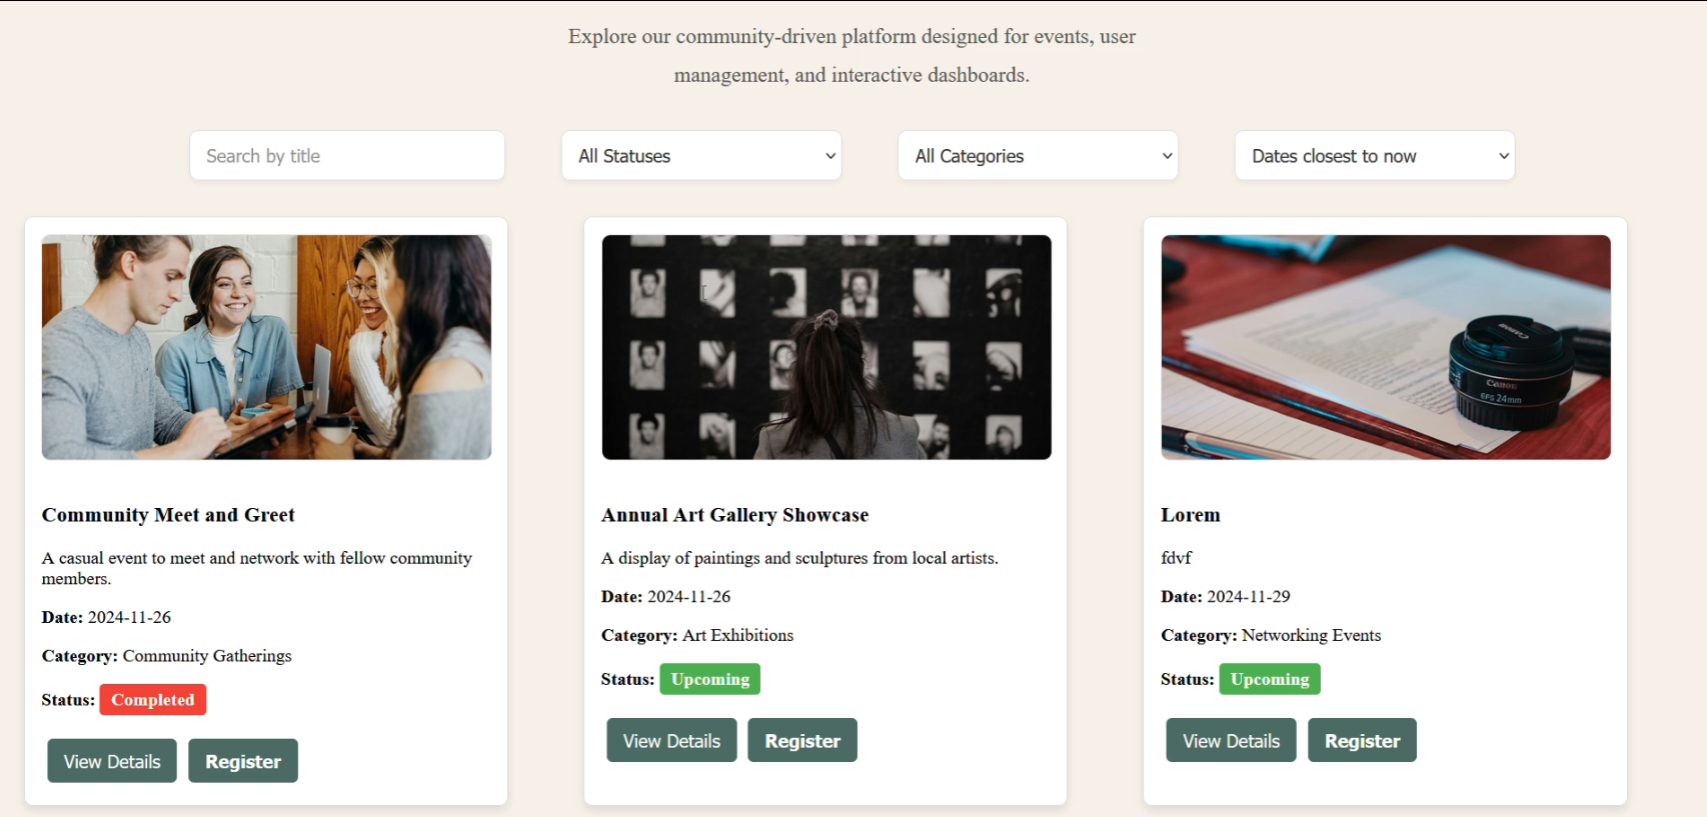 Explore our community-driven platform designed for events, user
management, and interactive dashboards.
Search by title
All Statuses
All Categories
Dates closest to now
Community Meet and Greet
A casual event to meet and network with fellow community
members.
Date: 2024-11-26
Category: Community Gatherings
Status: Completed
View Details
Register
Annual Art Gallery Showcase
A display of paintings and sculptures from local artists.
Date: 2024-11-26
Category: Art Exhibitions
Status: Upcoming
View Details
Register
Canon
EFS 24mm
Lorem
fdvf
Date: 2024-11-29
Category: Networking Events
Status: Upcoming
View Details
Register